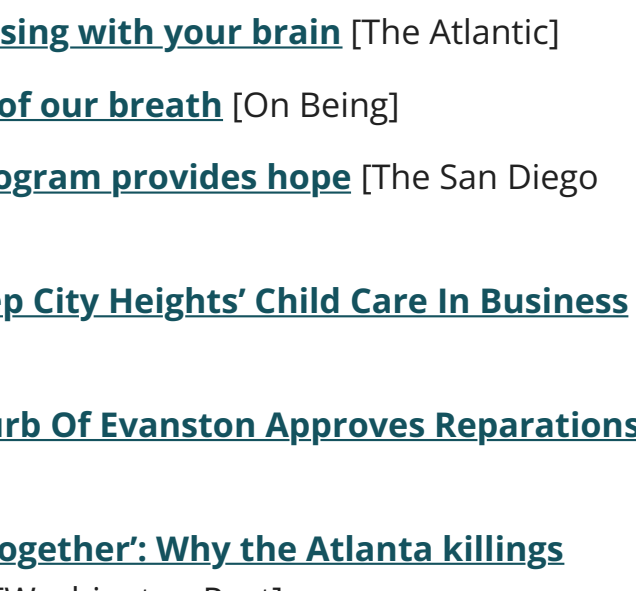 sing with your brain [The Atlantic]
of our breath [On Being]
ogram provides hope [The San Diego
ep City Heights’ Child Care In Business
urb Of Evanston Approves Reparations
ogether’: Why the Atlanta killings